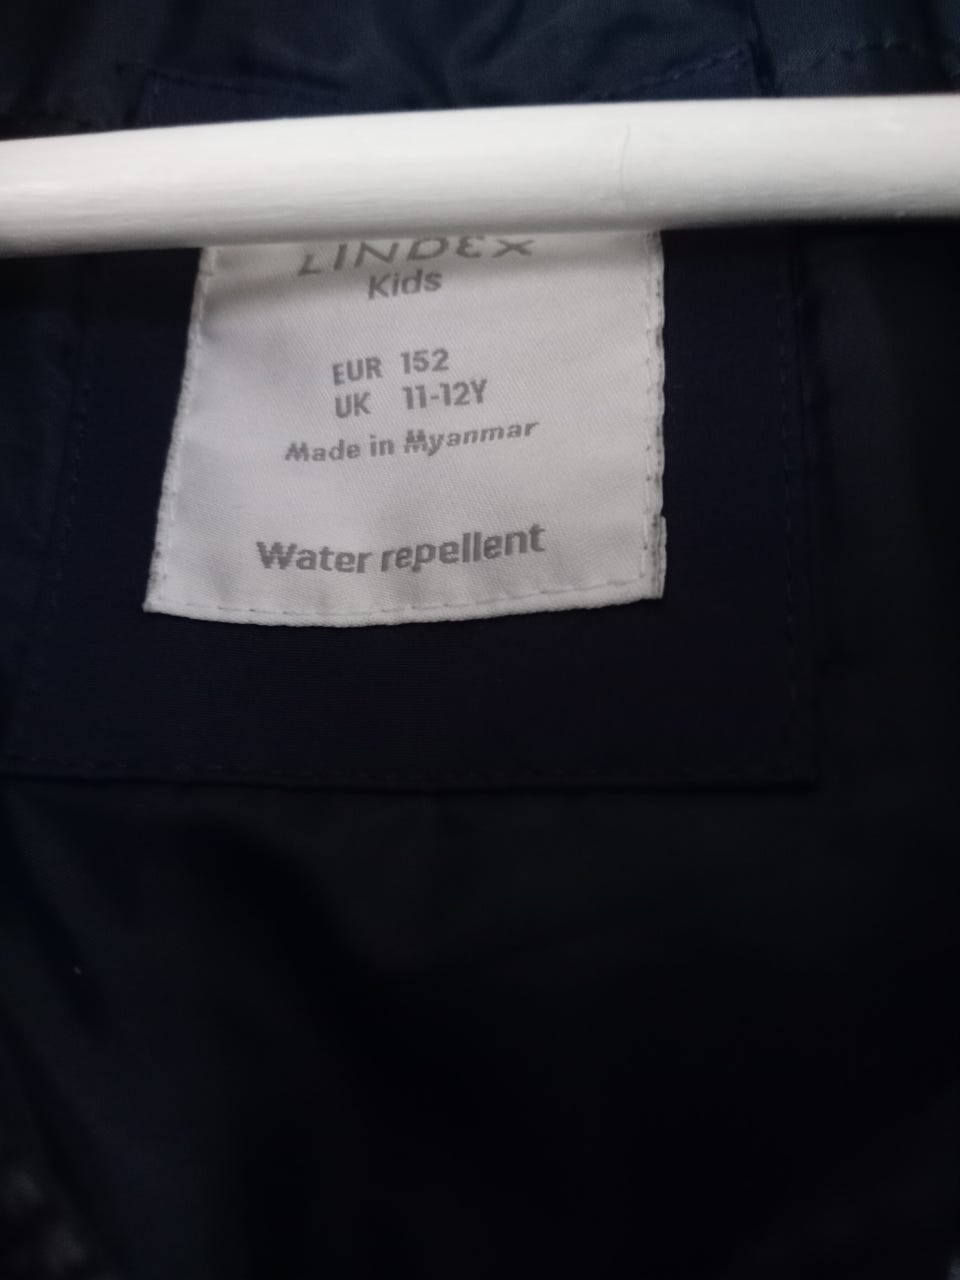 LINDEX
Kids
EUR 152
UK 11-12Y
Made in Myanmar
Water repellent